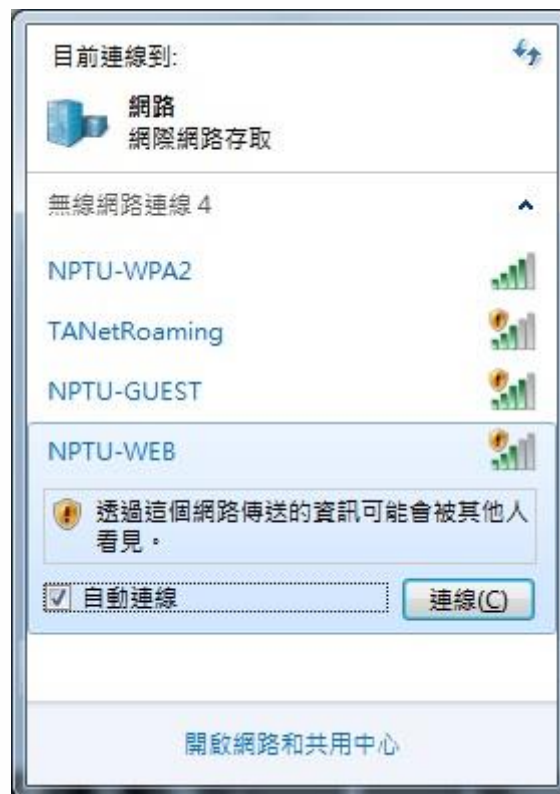 目前連線到:
網路
網際網路存取
無線網路連線 4
NPTU-WPA2
TANetRoaming
NPTU-GUEST
NPTU-WEB
透過這個網路傳送的資訊可能會被其他人
看見。
自動連線
連線(C)
開啟網路和共用中心